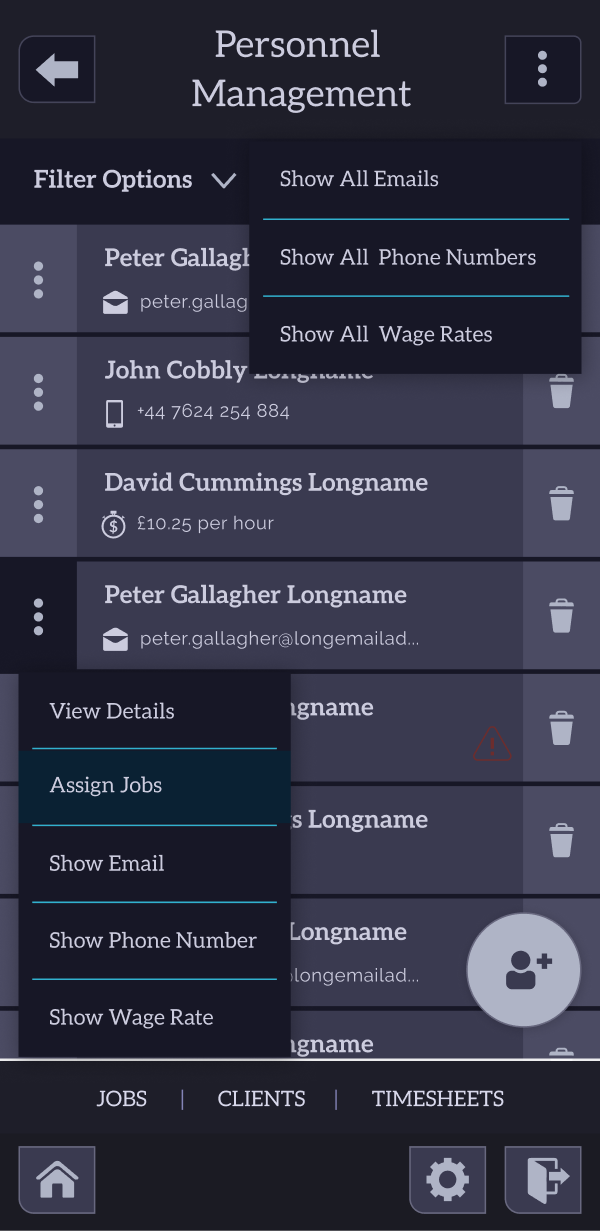 Personnel
Management
Filter Options
Show All Emails
Show All Phone Numbers
Show All Wage Rates
Peter
peter.gallag
John Cobbly Longname
+44 7624 254 884
David Cummings Longname
£10.25 per hour
Peter Gallagher Longname
peter.gallagher@longemailad...
View Details
Assign Jobs
Show Email
Show Phone Number
Show Wage Rate
ngname
s Longname
Longname
longemailad...
ngname
JOBS | CLIENTS | TIMESHEETS